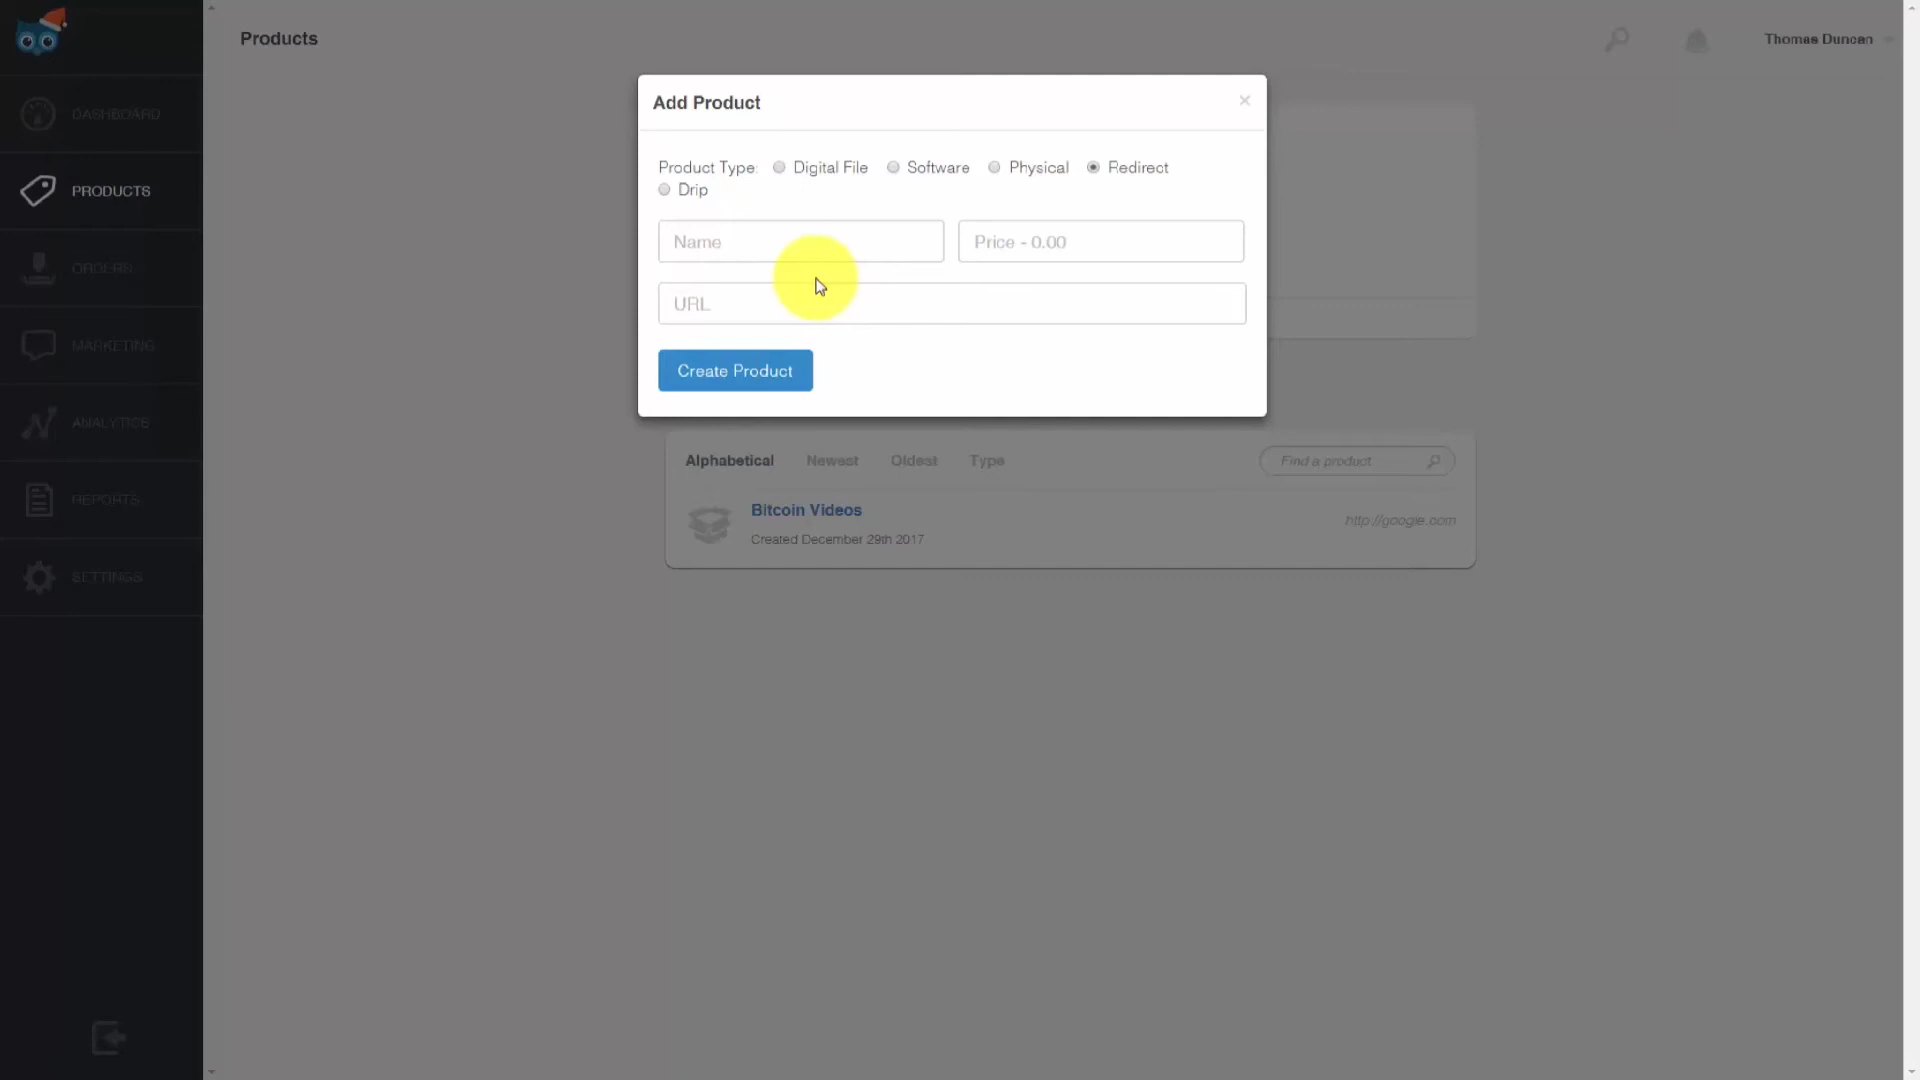 Products
Thomas Duncan
DASHBOARD
PRODUCTS
ORDERS
MARKETING
ANALYTICS
REPORTS
SETTINGS
Add Product ×
Product Type: Digital File Software Physical Redirect
Drip
Name Price - 0.00
URL
Create Product
Alphabetical Newest Oldest Type Find a product
Bitcoin Videos
http://google.com
Created December 29th 2017